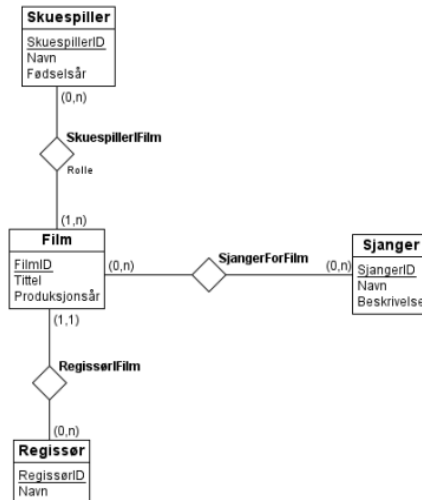 Skuespiller
SkuespillerID
Navn
Fødselsår
(0,n)
SkuespillerIFilm
Rolle
(1,n)
Film
FilmID
Tittel
Produksjonsår
(0,n)
SjangerForFilm
(0,n)
Sjanger
SjangerID
Navn
Beskrivelse
(1,1)
RegissørIFilm
(0,n)
Regissør
RegissørID
Navn